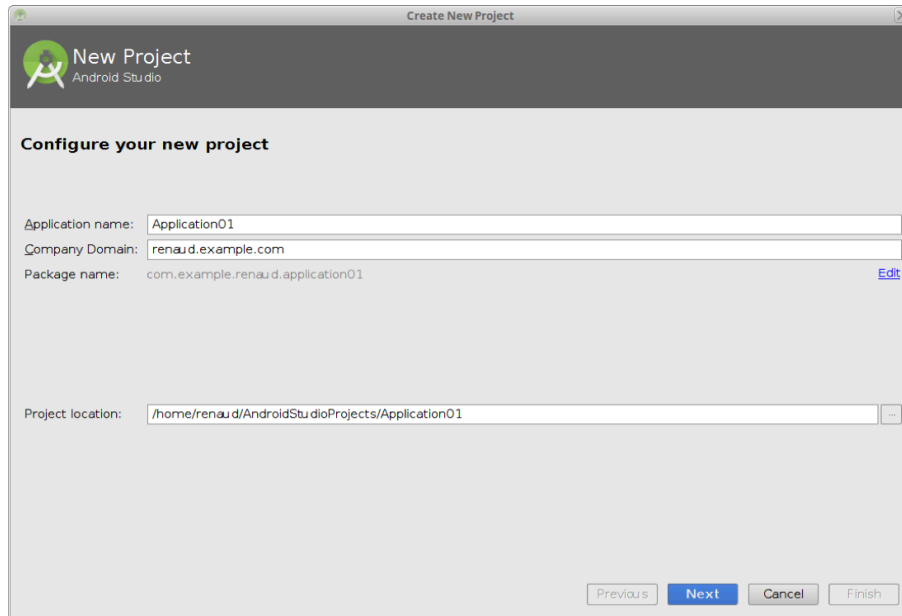 Create New Project
New Project
Android Studio
Configure your new project
Application name: Application01
Company Domain: renaud.example.com
Package name: com.example.renaud.application01 Edit
Project location: /home/renaud/AndroidStudioProjects/Application01 ...
Previous Next Cancel Finish